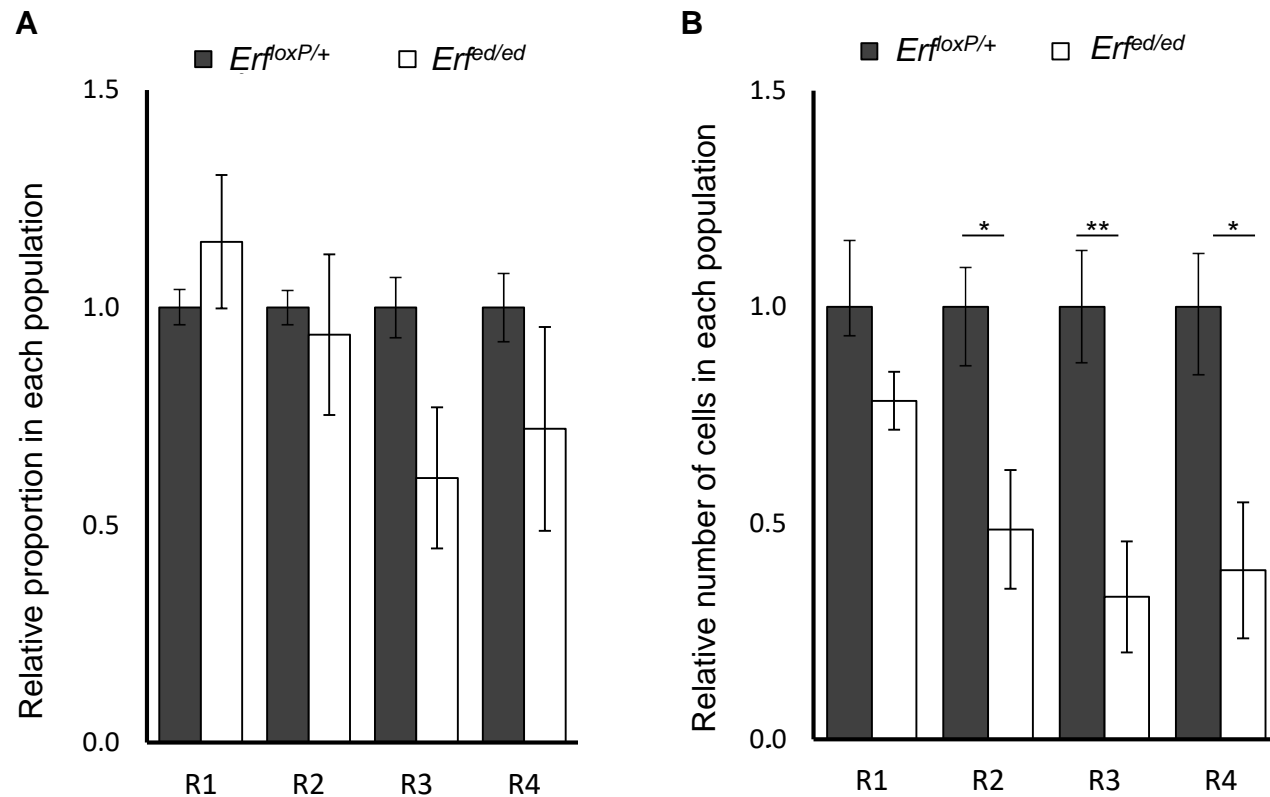 A
Erf^loxP/+ Erf^ed/ed
Relative proportion in each population
1.5
1.0
0.5
0.0
R1 R2 R3 R4
B
Erf^loxP/+ Erf^ed/ed
Relative number of cells in each population
1.5
1.0
0.5
0.0
* ** *
R1 R2 R3 R4